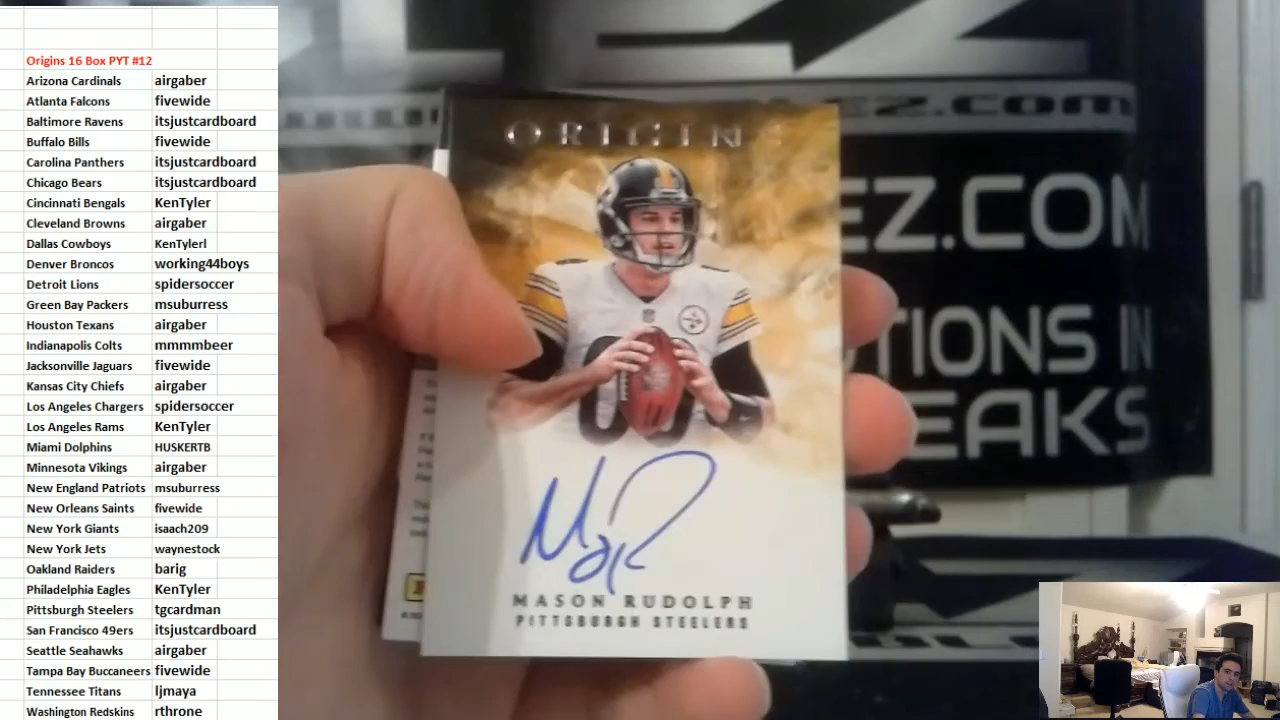 Origins 16 Box PYT #12
Arizona Cardinals airgaber
Atlanta Falcons fivewide
Baltimore Ravens itsjustcardboard
Buffalo Bills fivewide
Carolina Panthers itsjustcardboard
Chicago Bears itsjustcardboard
Cincinnati Bengals KenTyler
Cleveland Browns airgaber
Dallas Cowboys KenTylerl
Denver Broncos working44boys
Detroit Lions spidersoccer
Green Bay Packers msuburress
Houston Texans airgaber
Indianapolis Colts mmmmbeer
Jacksonville Jaguars fivewide
Kansas City Chiefs airgaber
Los Angeles Chargers spidersoccer
Los Angeles Rams KenTyler
Miami Dolphins HUSKERTB
Minnesota Vikings airgaber
New England Patriots msuburress
New Orleans Saints fivewide
New York Giants isaach209
New York Jets waynestock
Oakland Raiders barig
Philadelphia Eagles KenTyler
Pittsburgh Steelers tgcardman
San Francisco 49ers itsjustcardboard
Seattle Seahawks airgaber
Tampa Bay Buccaneers fivewide
Tennessee Titans ljmaya
Washington Redskins rthrone
ORIGINS
MASON RUDOLPH
PITTSBURGH STEELERS
EZ.COM
TIONS IN
EAKS